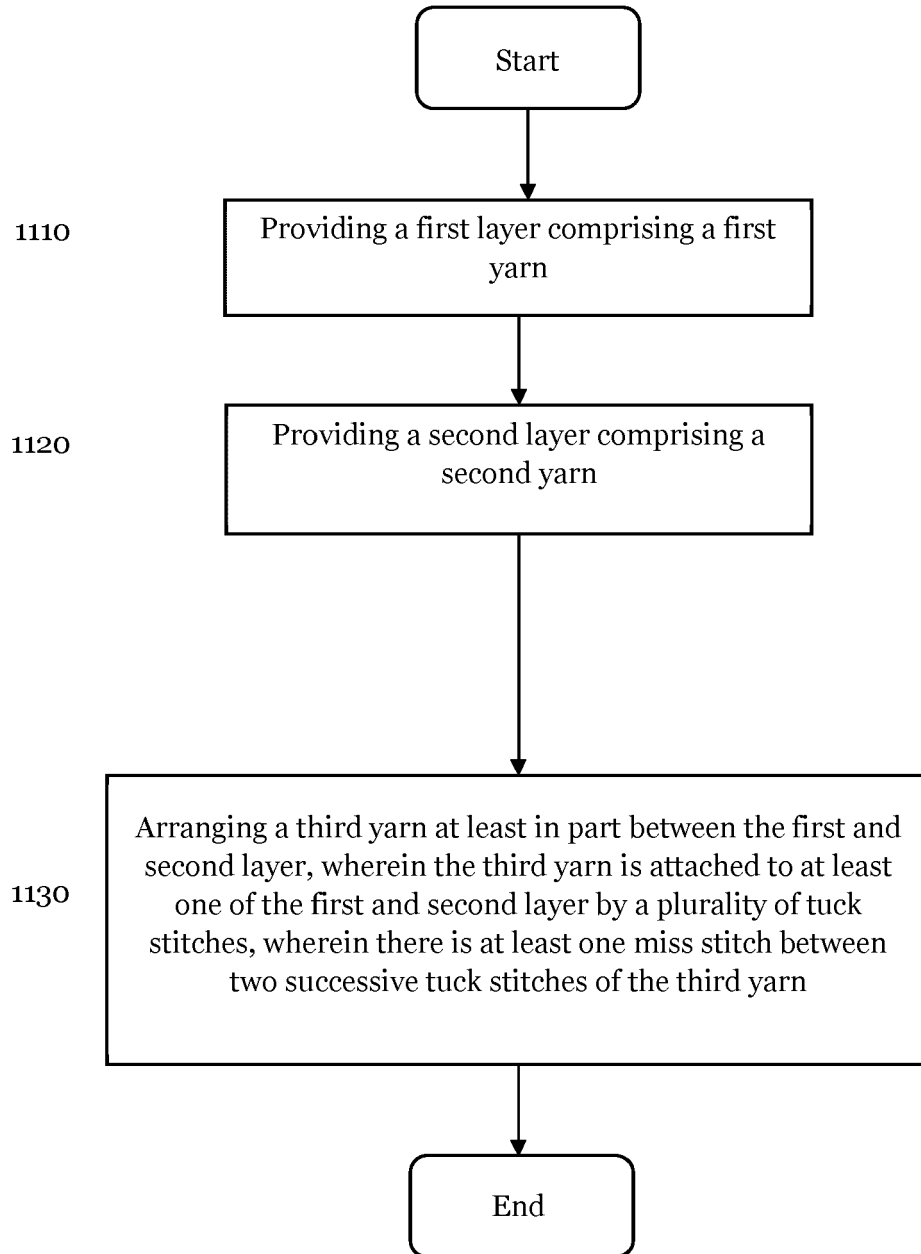 Start
1110
Providing a first layer comprising a first
yarn
1120
Providing a second layer comprising a
second yarn
1130
Arranging a third yarn at least in part between the first and
second layer, wherein the third yarn is attached to at least
one of the first and second layer by a plurality of tuck
stitches, wherein there is at least one miss stitch between
two successive tuck stitches of the third yarn
End